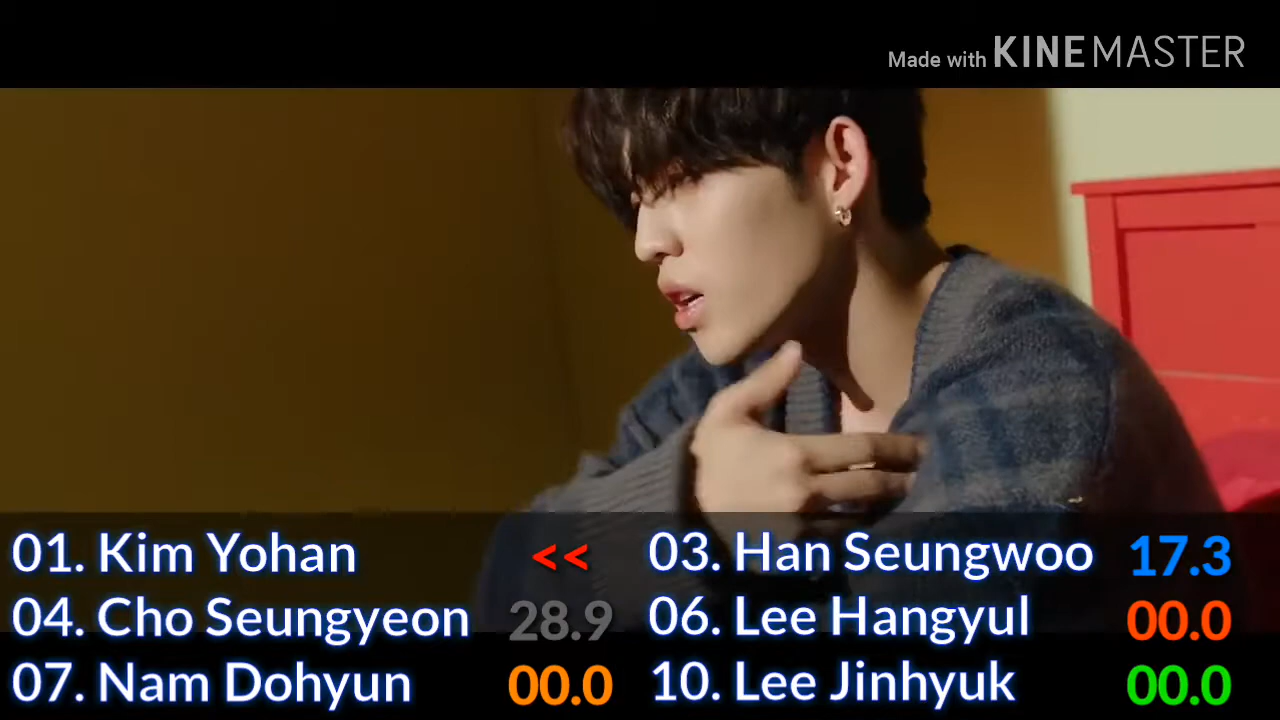 Made with KINEMASTER
01. Kim Yohan << 03. Han Seungwoo 17.3
04. Cho Seungyeon 28.9 06. Lee Hangyul 00.0
07. Nam Dohyun 00.0 10. Lee Jinhyuk 00.0